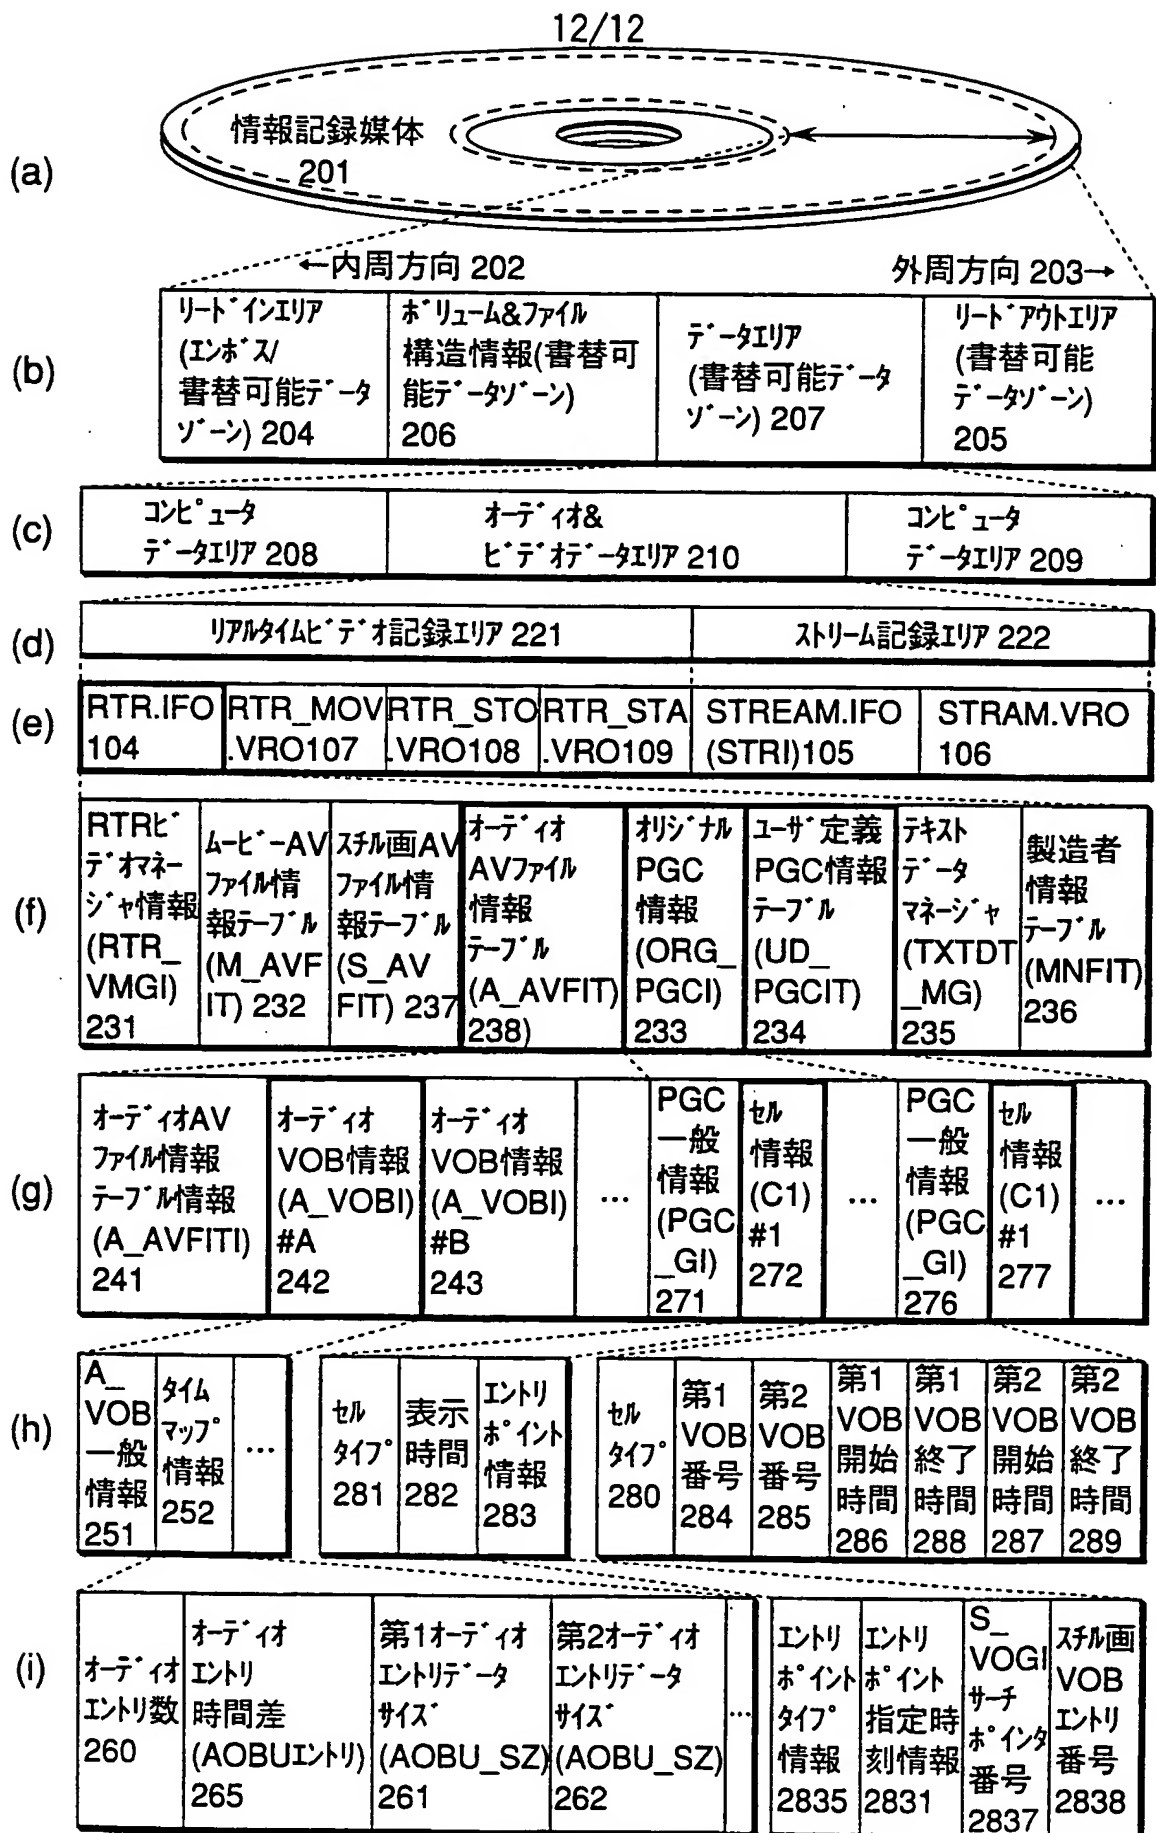 12/12
(a)
情報記録媒体
201
←内周方向 202
外周方向 203→
(b)
リードインエリア
(エンボス/
書替可能データ
ゾーン) 204
ボリューム&ファイル
構造情報(書替可
能データゾーン)
206
データエリア
(書替可能データ
ゾーン) 207
リードアウトエリア
(書替可能
データゾーン)
205
(c)
コンピュータ
データエリア 208
オーディオ&
ビデオデータエリア 210
コンピュータ
データエリア 209
(d)
リアルタイムビデオ記録エリア 221
ストリーム記録エリア 222
(e)
RTR.IFO
104
RTR_MOV
.VRO107
RTR_STO
.VRO108
RTR_STA
.VRO109
STREAM.IFO
(STRI)105
STRAM.VRO
106
(f)
RTRビ
デオマネー
ジャ情報
(RTR_
VMGI)
231
ムービーAV
ファイル情
報テーブル
(M_AVF
IT) 232
スチル画AV
ファイル情
報テーブル
(S_AV
FIT) 237
オーディオ
AVファイル
情報
テーブル
(A_AVFIT)
238)
オリジナル
PGC
情報
(ORG_
PGCI)
233
ユーザ定義
PGC情報
テーブル
(UD_
PGCIT)
234
テキスト
データ
マネージャ
(TXTDT
_MG)
235
製造者
情報
テーブル
(MNFIT)
236
(g)
オーディオAV
ファイル情報
テーブル情報
(A_AVFITI)
241
オーディオ
VOB情報
(A_VOBI)
#A
242
オーディオ
VOB情報
(A_VOBI)
#B
243
…
PGC
一般
情報
(PGC
_GI)
271
セル
情報
(C1)
#1
272
…
PGC
一般
情報
(PGC
_GI)
276
セル
情報
(C1)
#1
277
…
(h)
A_
VOB
一般
情報
251
タイム
マップ
情報
252
…
セル
タイプ
281
表示
時間
282
エントリ
ポイント
情報
283
セル
タイプ
280
第1
VOB
番号
284
第2
VOB
番号
285
第1
VOB
開始
時間
286
第1
VOB
終了
時間
288
第2
VOB
開始
時間
287
第2
VOB
終了
時間
289
(i)
オーディオ
エントリ数
260
オーディオ
エントリ
時間差
(AOBUエントリ)
265
第1オーディオ
エントリデータ
サイズ
(AOBU_SZ)
261
第2オーディオ
エントリデータ
サイズ
(AOBU_SZ)
262
…
エントリ
ポイント
タイプ
情報
2835
エントリ
ポイント
指定時
刻情報
2831
S_
VOGI
サーチ
ポインタ
番号
2837
スチル画
VOB
エントリ
番号
2838